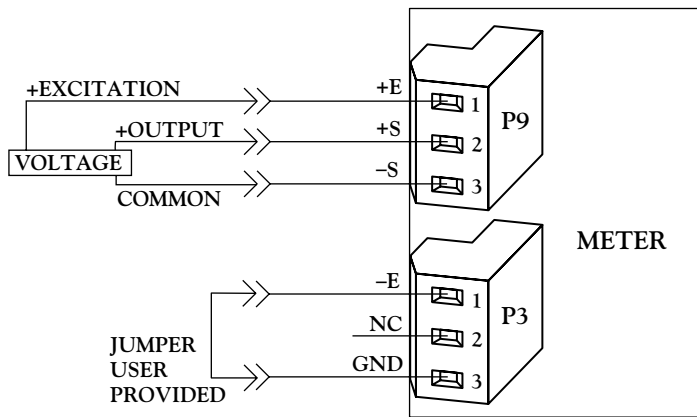 +EXCITATION
+E
1
+OUTPUT
+S
2
P9
VOLTAGE
COMMON
−S
3
METER
−E
1
NC
2
P3
JUMPER
USER
PROVIDED
GND
3